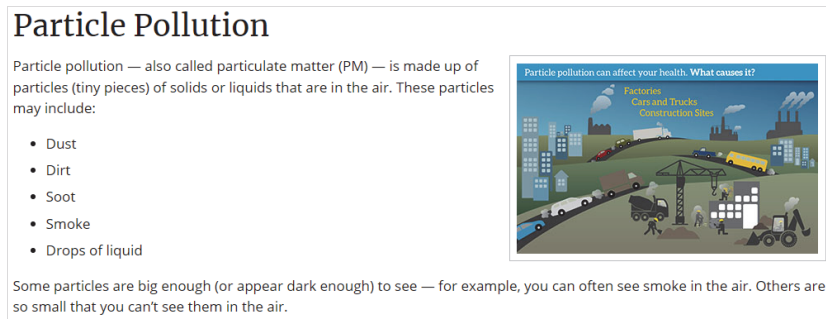 Particle Pollution
Particle pollution — also called particulate matter (PM) — is made up of
particles (tiny pieces) of solids or liquids that are in the air. These particles
may include:
Dust
Dirt
Soot
Smoke
Drops of liquid
Particle pollution can affect your health. What causes it?
Factories
Cars and Trucks
Construction Sites
Some particles are big enough (or appear dark enough) to see — for example, you can often see smoke in the air. Others are
so small that you can’t see them in the air.